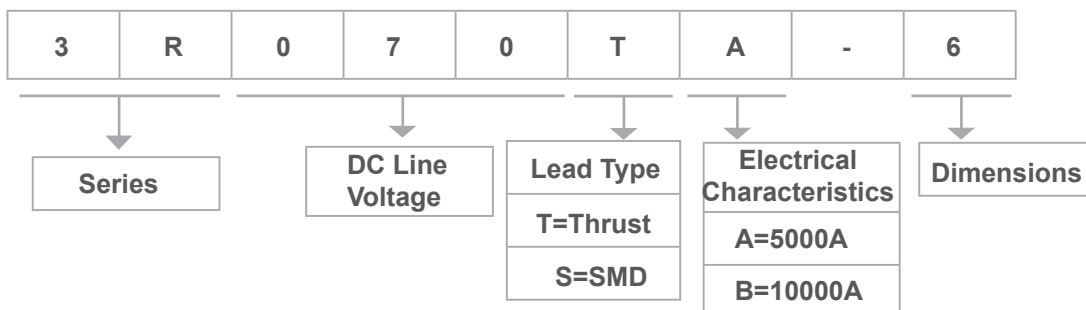 3 R 0 7 0 T A - 6
Series
DC Line
Voltage
Lead Type
T=Thrust
S=SMD
Electrical
Characteristics
A=5000A
B=10000A
Dimensions